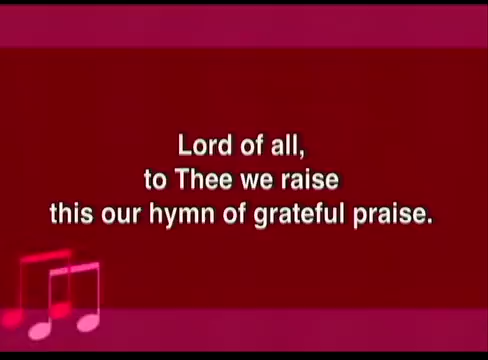 Lord of all,
to Thee we raise
this our hymn of grateful praise.